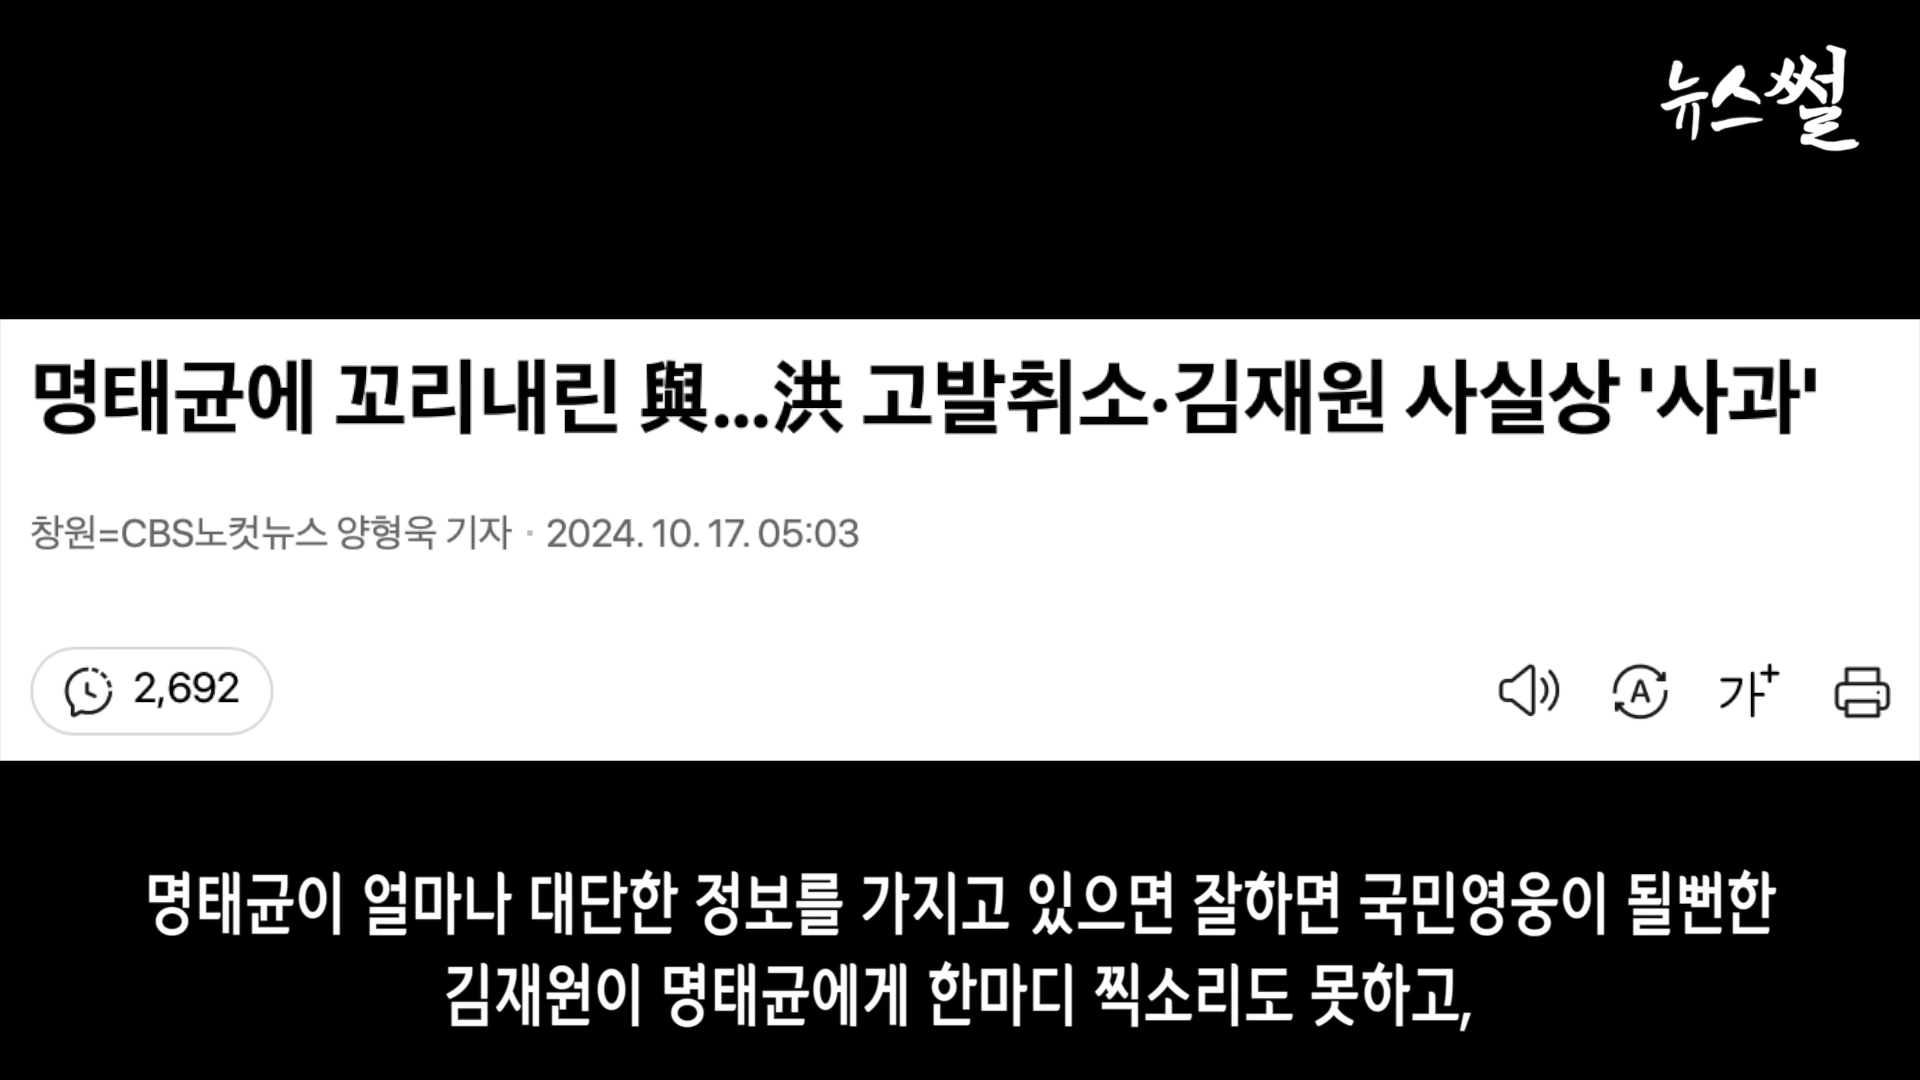 뉴스썰
명태균에 꼬리내린 與...洪 고발취소·김재원 사실상 '사과'
창원=CBS노컷뉴스 양형욱 기자 · 2024. 10. 17. 05:03
2,692
A
가+
명태균이 얼마나 대단한 정보를 가지고 있으면 잘하면 국민영웅이 될뻔한
김재원이 명태균에게 한마디 찍소리도 못하고,